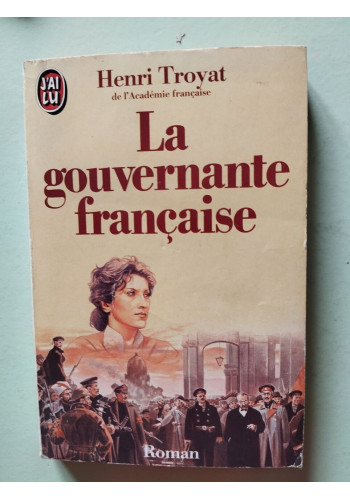 J'AI
LU
Henri Troyat
de l'Académie française
La
gouvernante
française
Roman